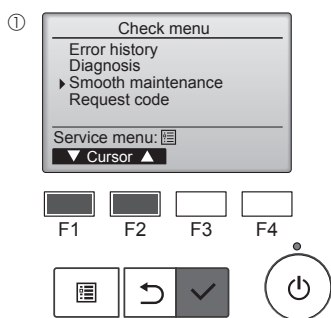 ①
Check menu
Error history
Diagnosis
Smooth maintenance
Request code
Service menu:
▼ Cursor ▲
F1 F2 F3 F4